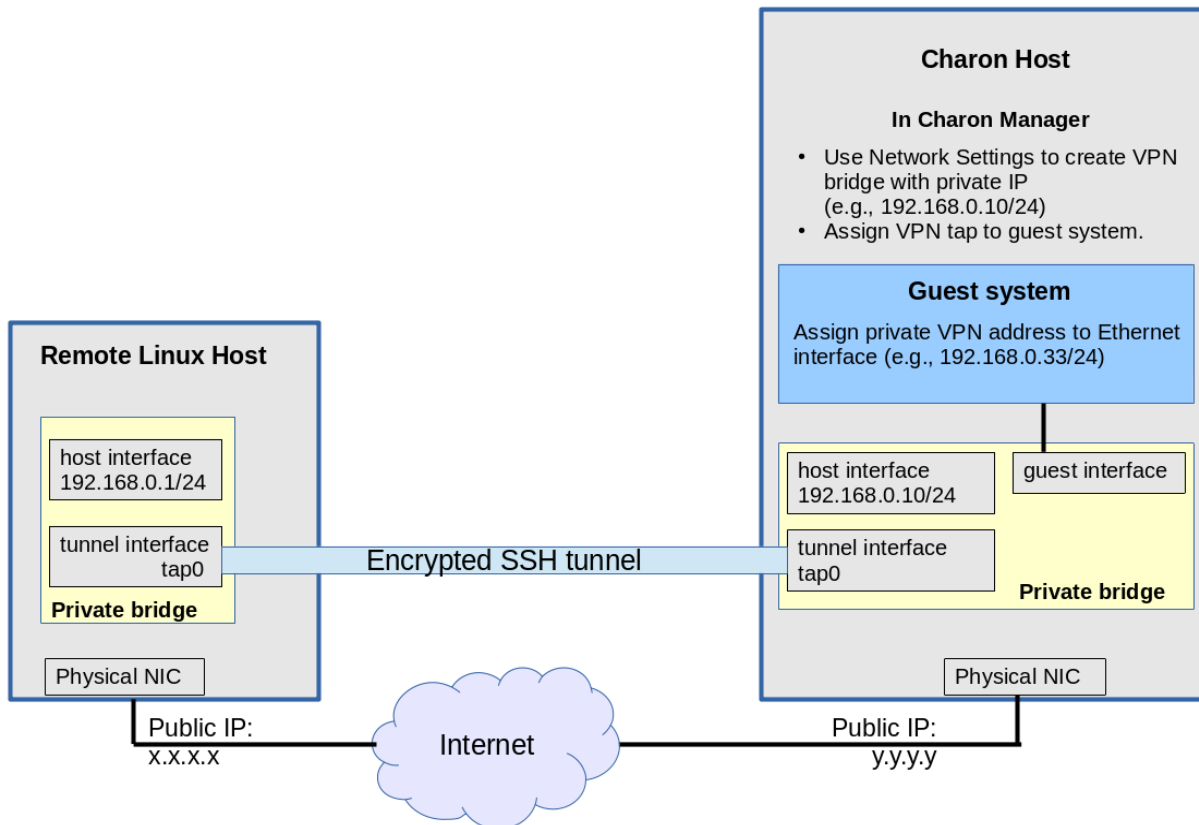 Charon Host
In Charon Manager
• Use Network Settings to create VPN
bridge with private IP
(e.g., 192.168.0.10/24)
• Assign VPN tap to guest system.
Guest system
Assign private VPN address to Ethernet
interface (e.g., 192.168.0.33/24)
Remote Linux Host
host interface
192.168.0.1/24
tunnel interface
tap0
Private bridge
Physical NIC
Encrypted SSH tunnel
host interface
192.168.0.10/24
guest interface
tunnel interface
tap0
Private bridge
Physical NIC
Public IP:
x.x.x.x
Internet
Public IP:
y.y.y.y